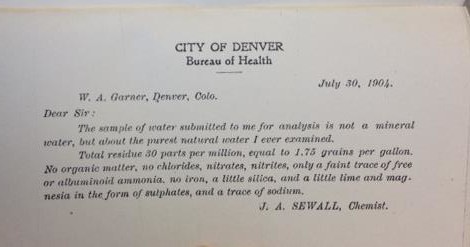 CITY OF DENVER
Bureau of Health
July 30, 1904.
W. A. Garner, Denver, Colo.
Dear Sir:
The sample of water submitted to me for analysis is not a mineral
water, but about the purest natural water I ever examined.
Total residue 30 parts per million, equal to 1.75 grains per gallon.
No organic matter, no chlorides, nitrates, nitrites, only a faint trace of free
or albuminoid ammonia. no iron, a little silica, and a little lime and mag-
nesia in the form of sulphates, and a trace of sodium.
J. A. SEWALL, Chemist.